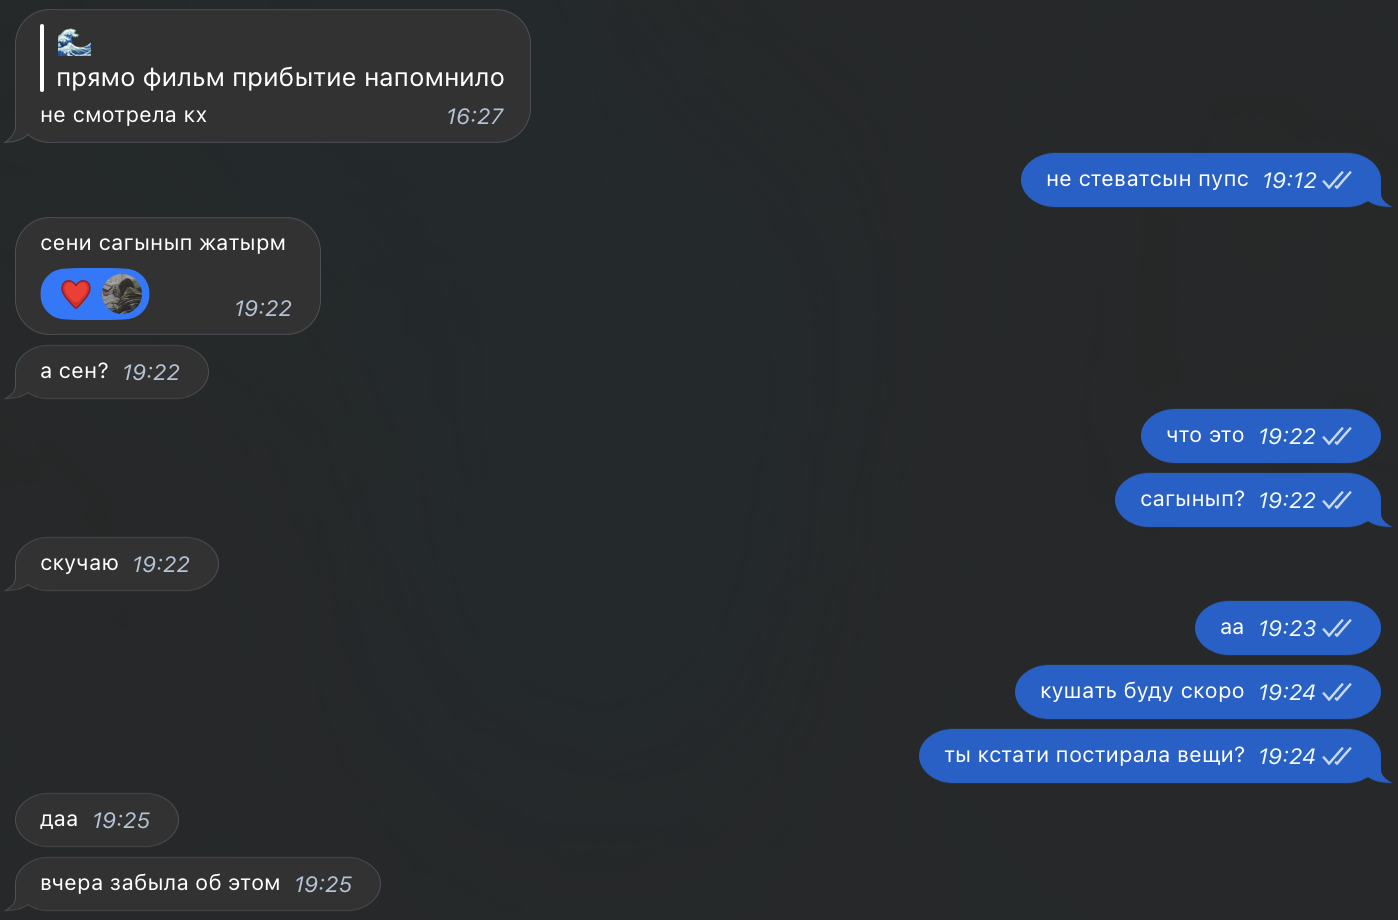 🌊
прямо фильм прибытие напомнило
не смотрела кх 16:27
не стеватсын пупс 19:12
сени сагынып жатырм
19:22
а сен? 19:22
что это 19:22
сагынып? 19:22
скучаю 19:22
аа 19:23
кушать буду скоро 19:24
ты кстати постирала вещи? 19:24
даа 19:25
вчера забыла об этом 19:25